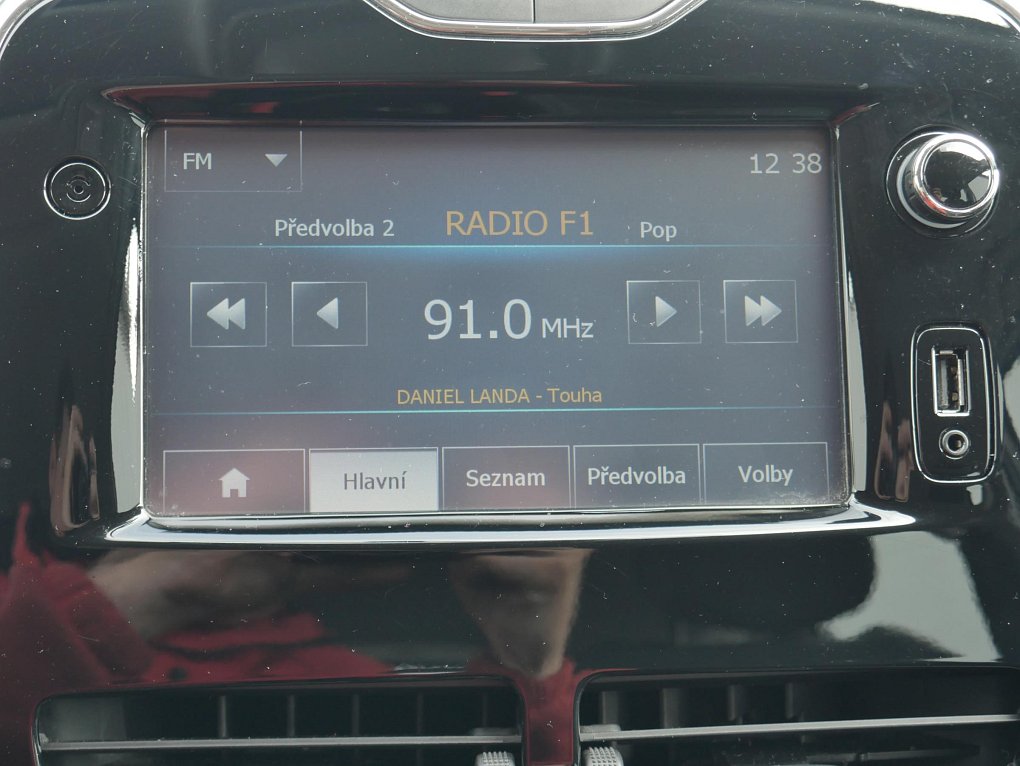 FM
12 38
Předvolba 2 RADIO F1 Pop
91.0 MHz
DANIEL LANDA - Touha
Hlavní Seznam Předvolba Volby